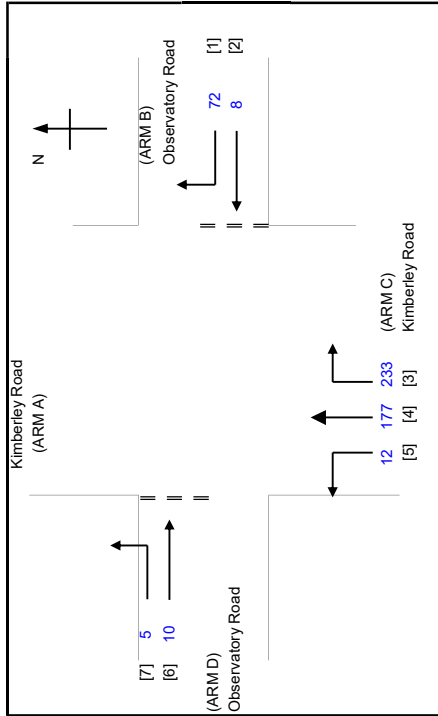 Kimberley Road
(ARM A)
N
(ARM B)
Observatory Road
[1]
72
[2]
8
[7]
5
[6]
10
(ARM D)
Observatory Road
12
177
233
[5]
[4]
[3]
(ARM C)
Kimberley Road